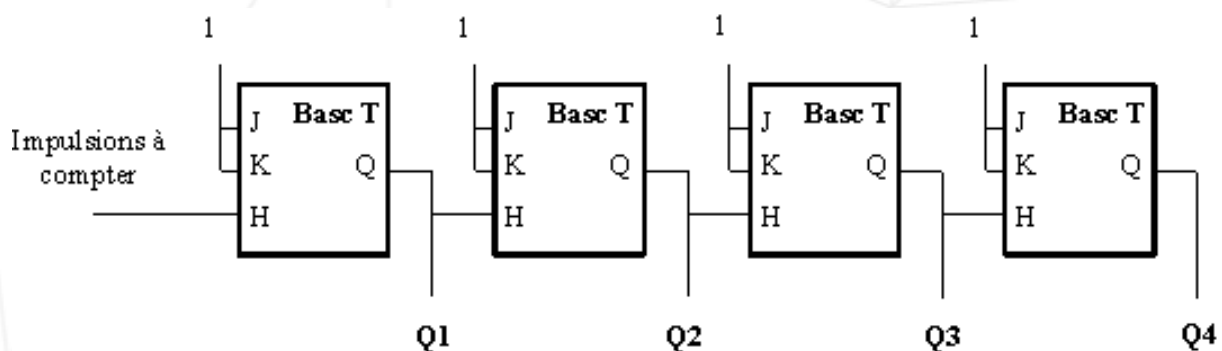 1 1 1 1
J Basc T J Basc T J Basc T J Basc T
Impulsions à
compter
K Q K Q K Q K Q
H H H H
Q1 Q2 Q3 Q4